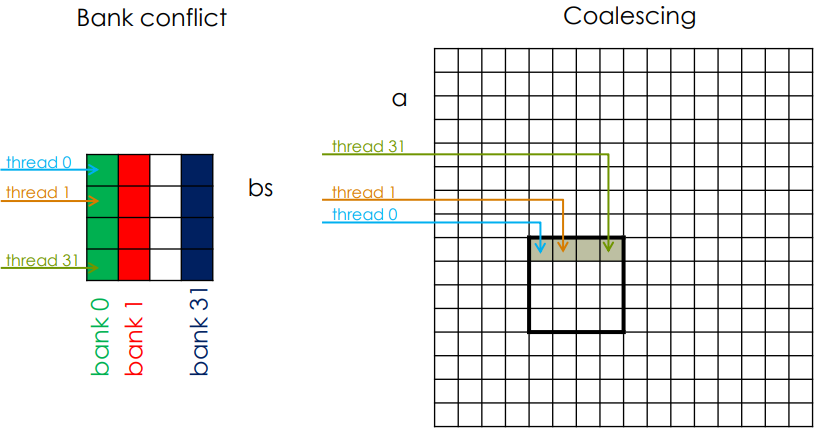 Bank conflict
thread 0
thread 1
thread 31
bs
bank 0
bank 1
bank 31
Coalescing
a
thread 31
thread 1
thread 0